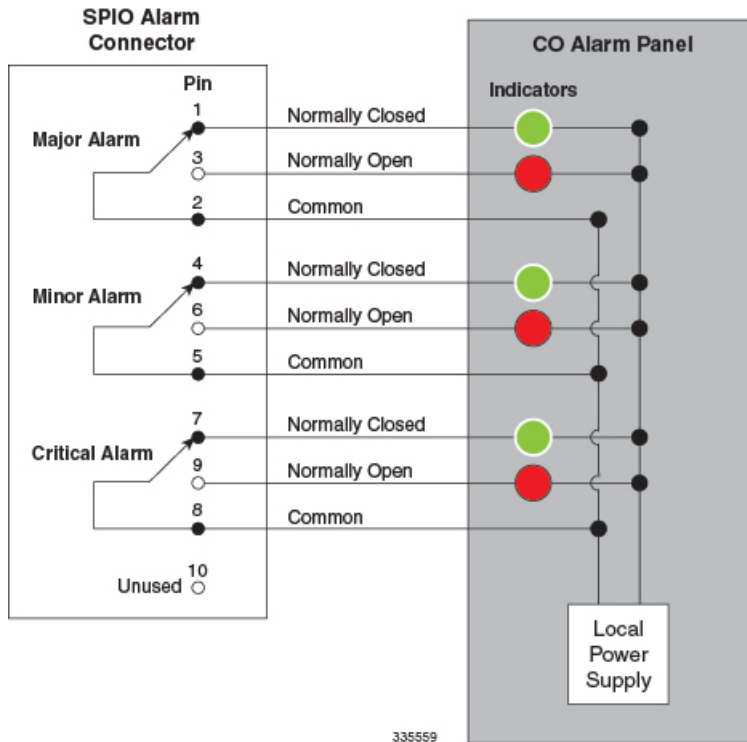 SPIO Alarm
Connector
CO Alarm Panel
Pin
Indicators
1
Normally Closed
Major Alarm
3
Normally Open
2
Common
4
Normally Closed
Minor Alarm
6
Normally Open
5
Common
7
Normally Closed
Critical Alarm
9
Normally Open
8
Common
10
Unused
Local
Power
Supply
335559